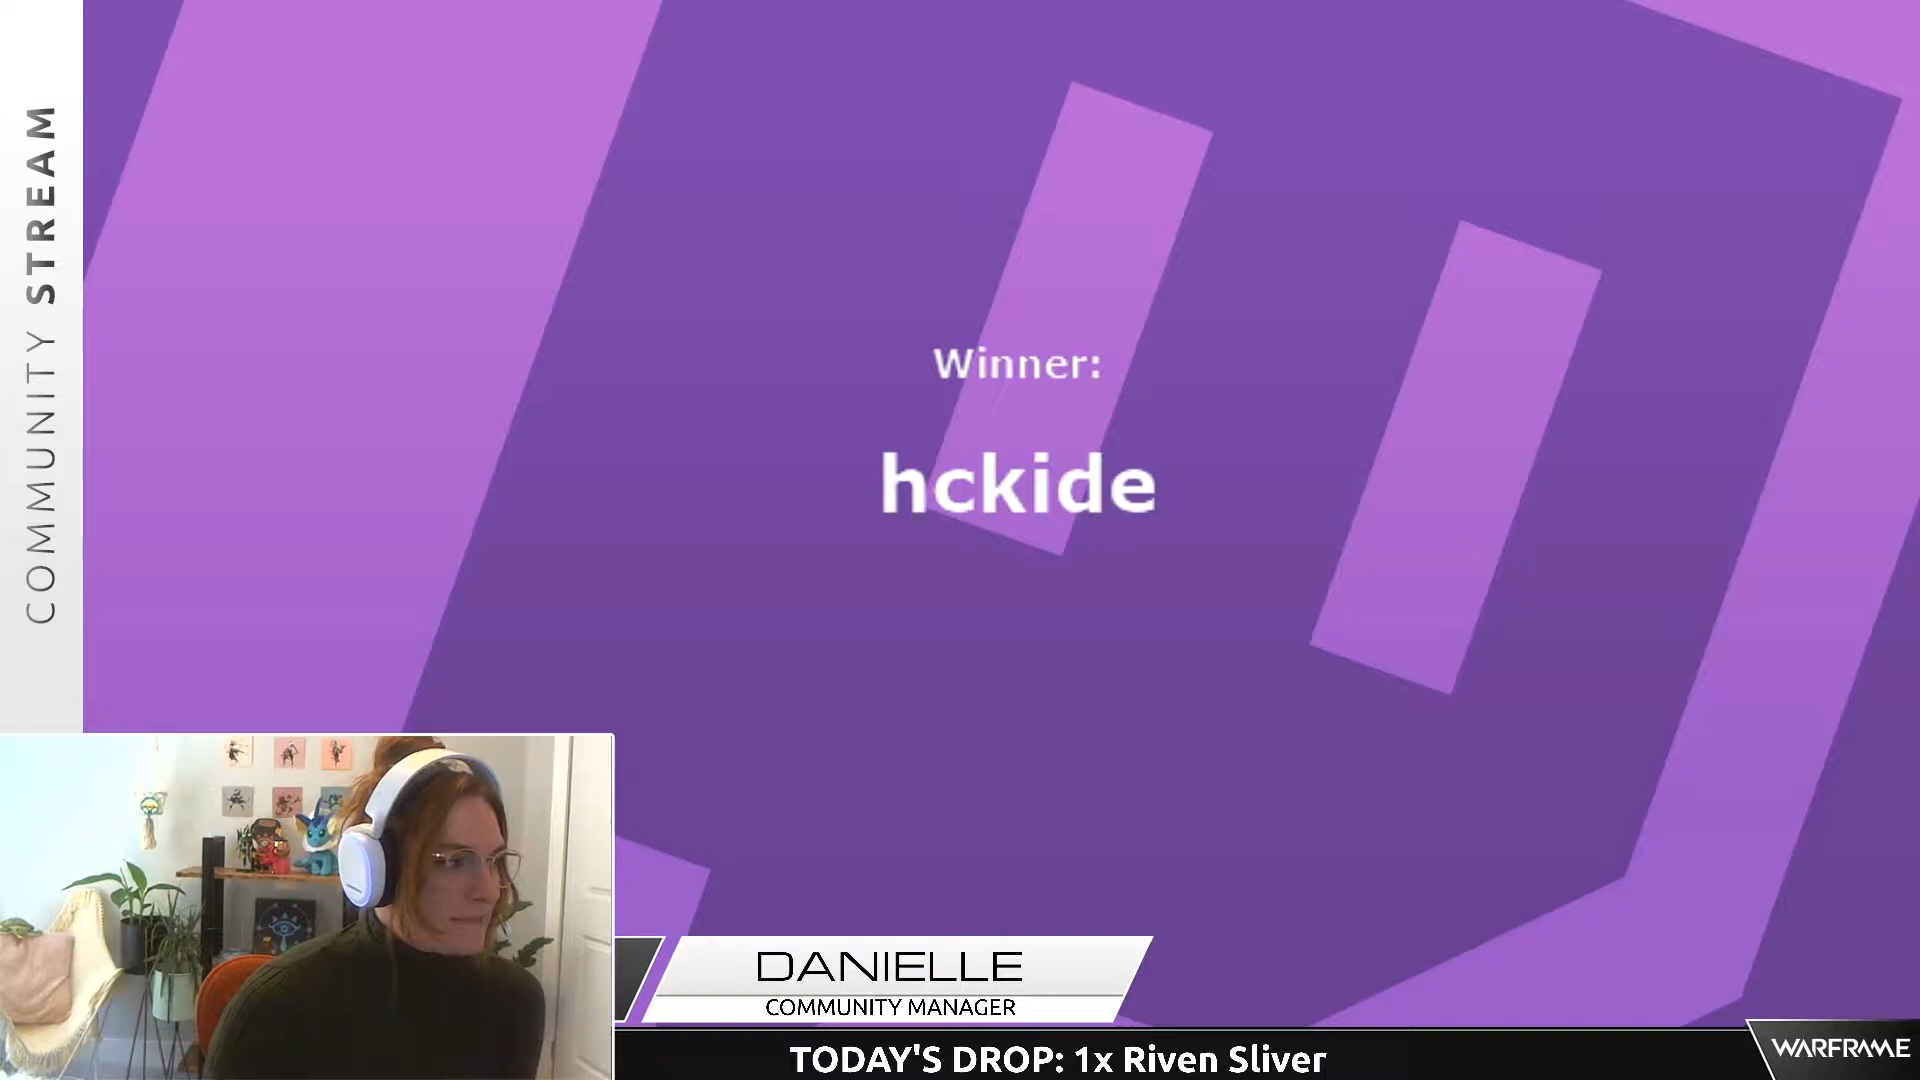 COMMUNITY STREAM
Winner:
hckide
DANIELLE
COMMUNITY MANAGER
TODAY'S DROP: 1x Riven Sliver
WARFRAME